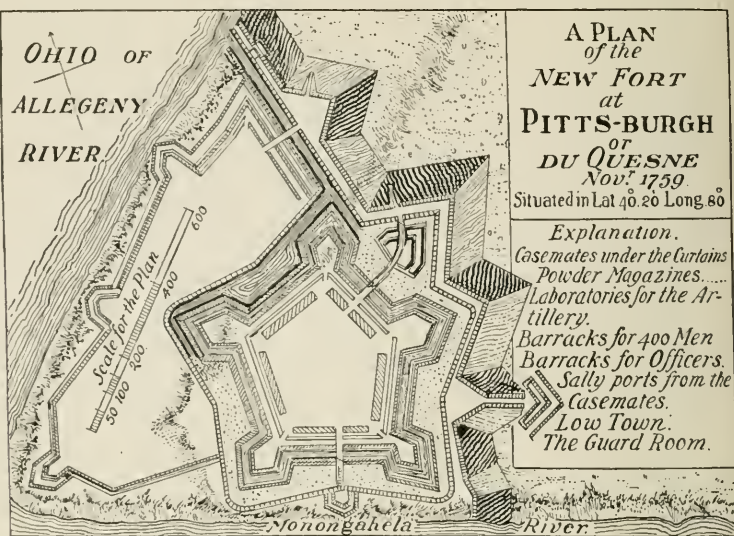 OHIO OF
ALLEGENY
RIVER
A PLAN
of the
NEW FORT
at
PITTS-BURGH
or
DU QUESNE
Novr. 1759.
Situated in Lat 40°.20° Long. 80°
Explanation.
Casemates under the Curtains
Powder Magazines......
Laboratories for the Ar-
tillery.
Barracks for 400 Men
Barracks for Officers.
Sally ports from the
Casemates.
Low Town.
The Guard Room.
Scale for the Plan
50 100 200 400 600
Monongahela River.